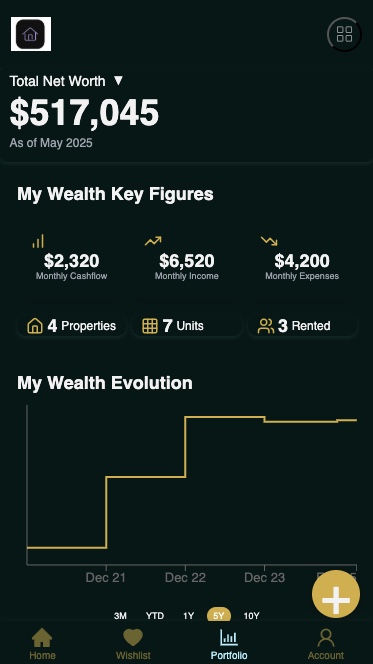 Total Net Worth ▼
$517,045
As of May 2025
My Wealth Key Figures
$2,320 $6,520 $4,200
Monthly Cashflow Monthly Income Monthly Expenses
4 Properties 7 Units 3 Rented
My Wealth Evolution
Dec 21 Dec 22 Dec 23
3M YTD 1Y 5Y 10Y
Home Wishlist Portfolio Account